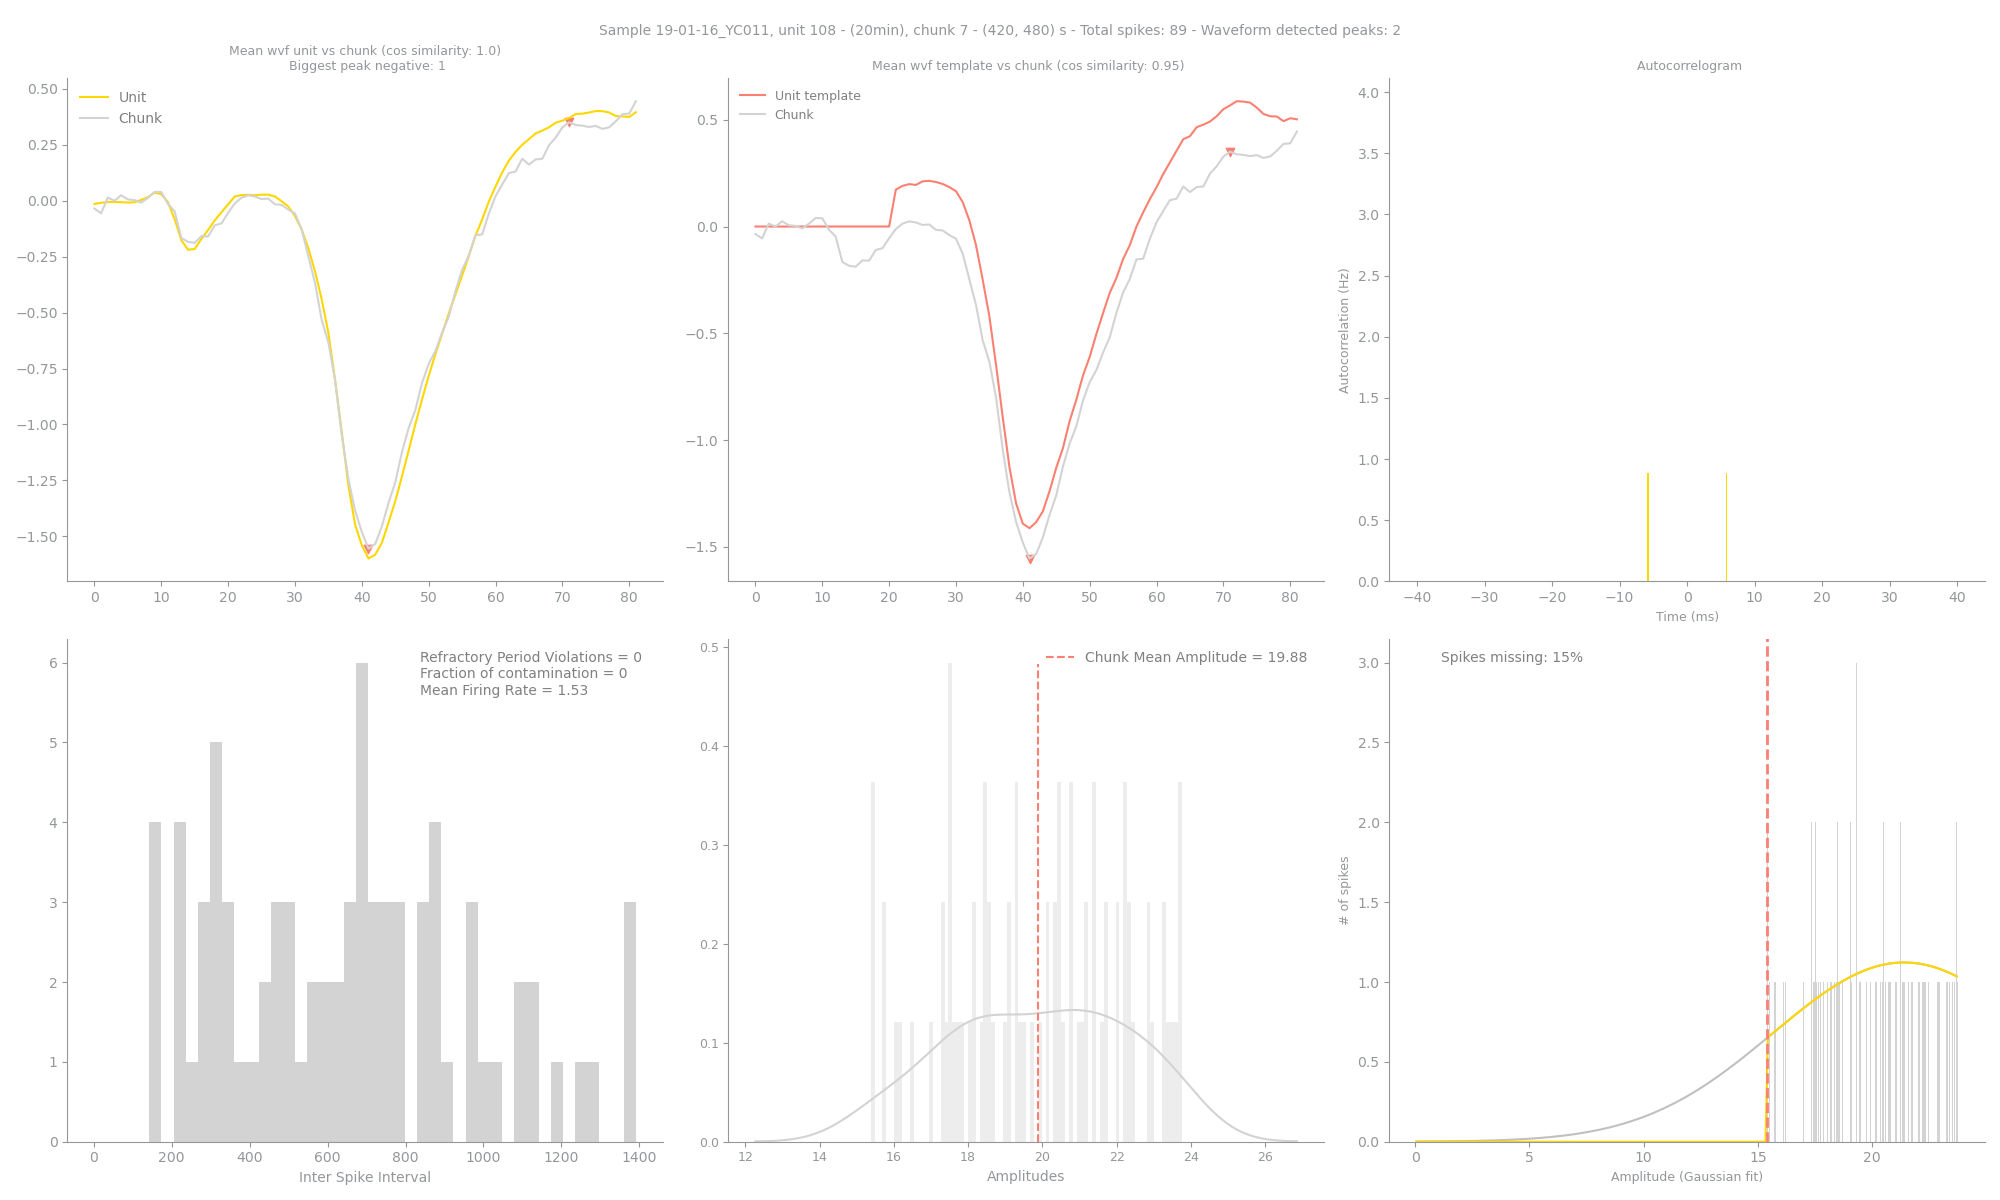 Sample 19-01-16_YC011, unit 108 - (20min), chunk 7 - (420, 480) s - Total spikes: 89 - Waveform detected peaks: 2
Mean wvf unit vs chunk (cos similarity: 1.0)
Biggest peak negative: 1
Unit
Chunk
0.50
0.25
0.00
−0.25
−0.50
−0.75
−1.00
−1.25
−1.50
0 10 20 30 40 50 60 70 80
Mean wvf template vs chunk (cos similarity: 0.95)
Unit template
Chunk
0.5
0.0
−0.5
−1.0
−1.5
0 10 20 30 40 50 60 70 80
Autocorrelogram
Autocorrelation (Hz)
4.0
3.5
3.0
2.5
2.0
1.5
1.0
0.5
0.0
−40 −30 −20 −10 0 10 20 30 40
Time (ms)
Refractory Period Violations = 0
Fraction of contamination = 0
Mean Firing Rate = 1.53
6
5
4
3
2
1
0
0 200 400 600 800 1000 1200 1400
Inter Spike Interval
Chunk Mean Amplitude = 19.88
0.5
0.4
0.3
0.2
0.1
0.0
12 14 16 18 20 22 24 26
Amplitudes
Spikes missing: 15%
# of spikes
3.0
2.5
2.0
1.5
1.0
0.5
0.0
0 5 10 15 20
Amplitude (Gaussian fit)